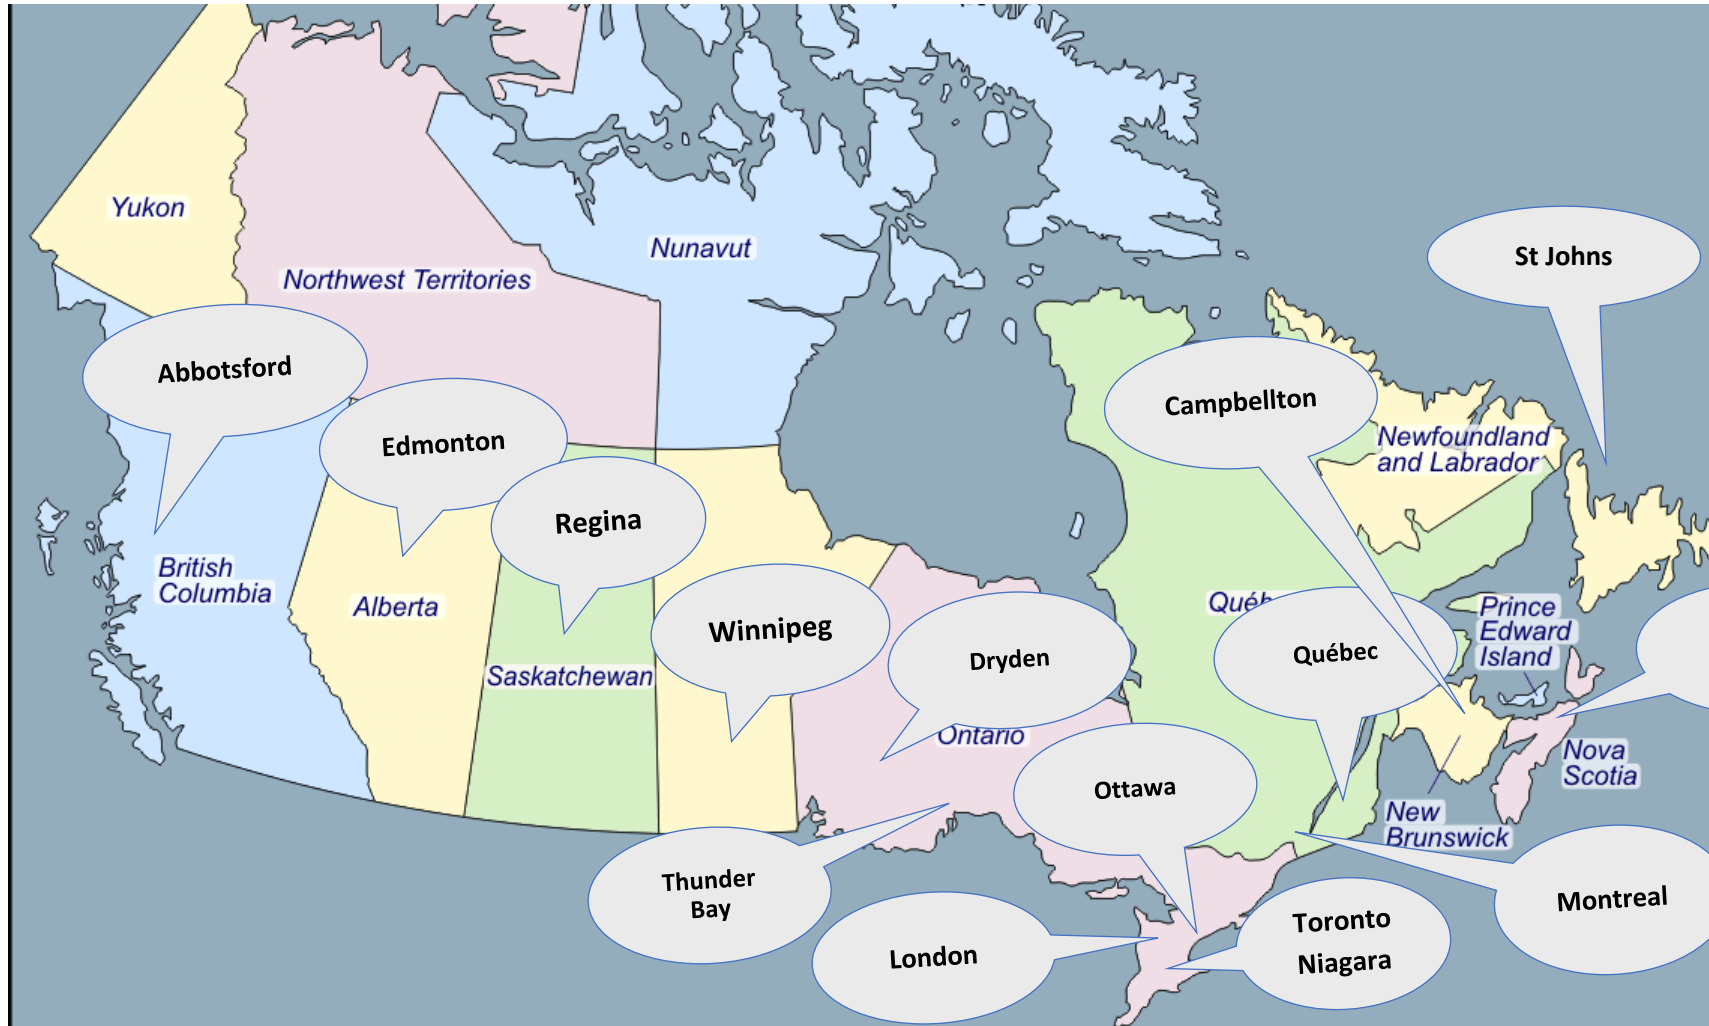 Yukon
Northwest Territories
Nunavut
St Johns
Abbotsford
Edmonton
Campbellton
Newfoundland
and Labrador
Regina
British
Columbia
Alberta
Winnipeg
Dryden
Québ
Québec
Prince
Edward
Island
Saskatchewan
Ontario
Ottawa
Nova
Scotia
New
Brunswick
Thunder
Bay
London
Toronto
Niagara
Montreal